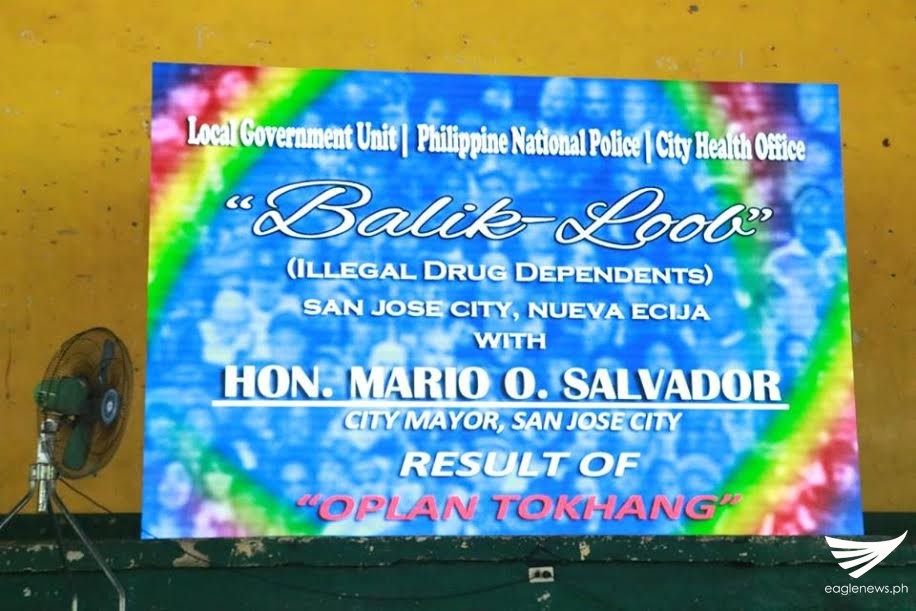 Local Government Unit | Philippine National Police | City Health Office
“Balik-Loob”
(ILLEGAL DRUG DEPENDENTS)
SAN JOSE CITY, NUEVA ECIJA
WITH
HON. MARIO O. SALVADOR
CITY MAYOR, SAN JOSE CITY
RESULT OF
“OPLAN TOKHANG”
eaglenews.ph